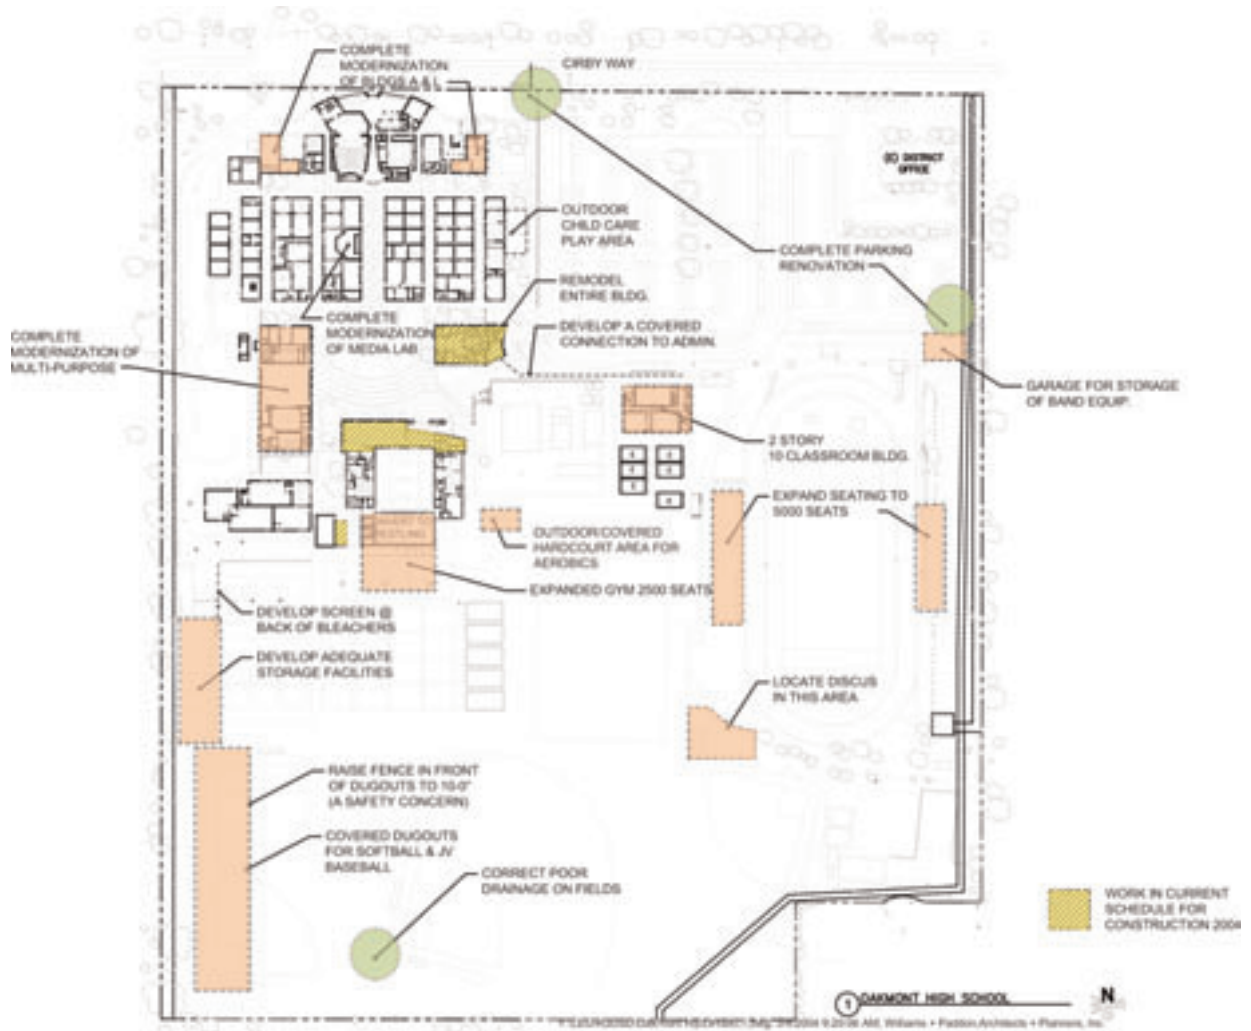 COMPLETE
MODERNIZATION
OF BLDGS A & L
CIRBY WAY
(E) DISTRICT
OFFICE
OUTDOOR
CHILD CARE
PLAY AREA
COMPLETE PARKING
RENOVATION
REMODEL
ENTIRE BLDG.
COMPLETE
MODERNIZATION
OF MEDIA LAB
DEVELOP A COVERED
CONNECTION TO ADMIN.
COMPLETE
MODERNIZATION OF
MULTI-PURPOSE
GARAGE FOR STORAGE
OF BAND EQUIP.
2 STORY
10 CLASSROOM BLDG.
EXPAND SEATING TO
5000 SEATS
OUTDOOR/COVERED
HARDCOURT AREA FOR
AEROBICS
EXPANDED GYM 2500 SEATS
DEVELOP SCREEN @
BACK OF BLEACHERS
DEVELOP ADEQUATE
STORAGE FACILITIES
LOCATE DISCUS
IN THIS AREA
RAISE FENCE IN FRONT
OF DUGOUTS TO 10-0"
(A SAFETY CONCERN)
COVERED DUGOUTS
FOR SOFTBALL & JV
BASEBALL
CORRECT POOR
DRAINAGE ON FIELDS
WORK IN CURRENT
SCHEDULE FOR
CONSTRUCTION 2004
1 OAKMONT HIGH SCHOOL
N
Williams + Paddon Architects + Planners, Inc.